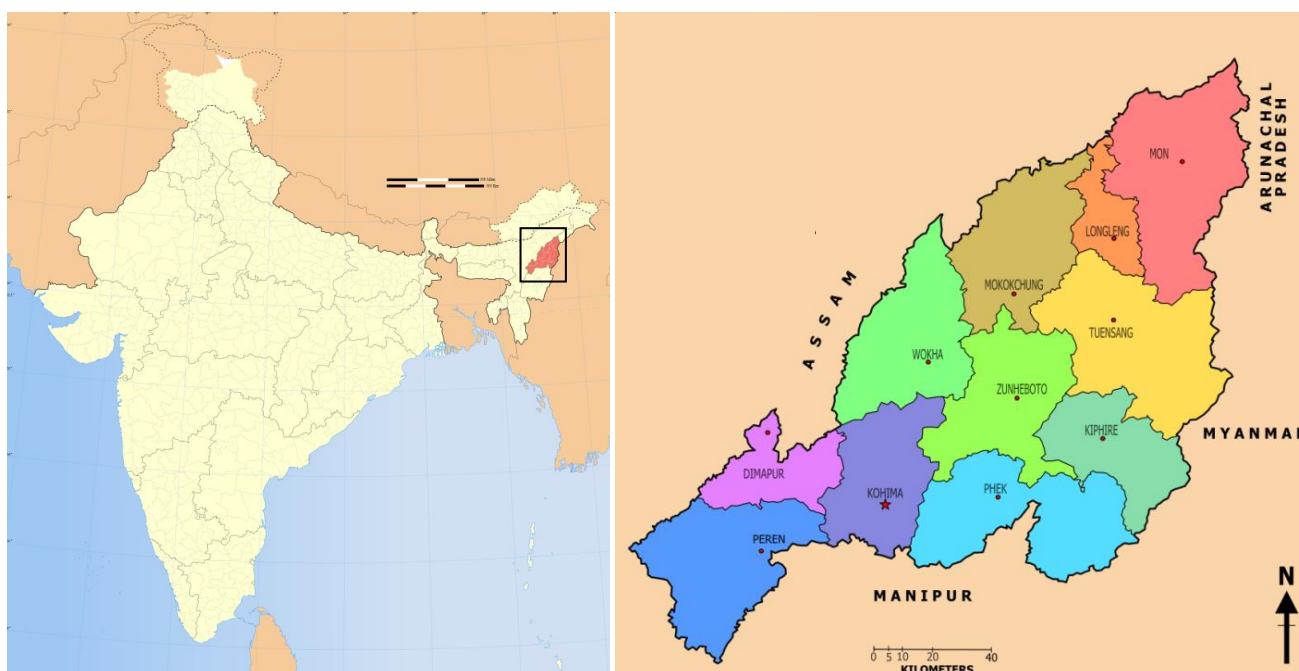 MON
ARUNACHAL
PRADESH
LONGLENG
MOKOKCHUNG
ASSAM
TUENSANG
WOKHA
ZUNHEBOTO
MYANMA
KIPHIRE
DIMAPUR
KOHIMA
PHEK
PEREN
MANIPUR
N
0 5 10 20 40
KILOMETERS